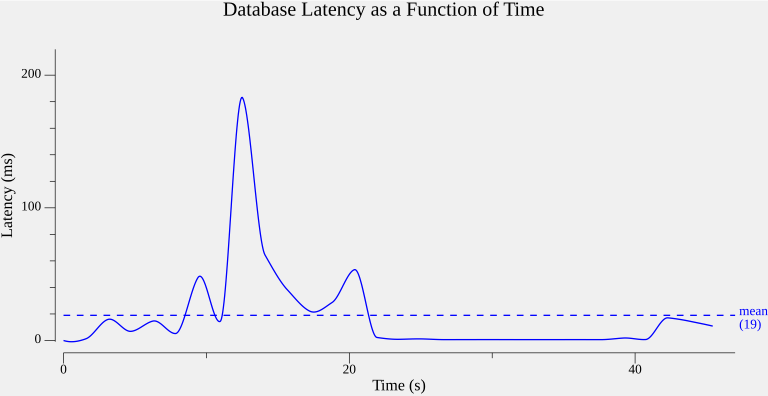 Database Latency as a Function of Time
200
100
0
Latency (ms)
mean
(19)
0
20
40
Time (s)